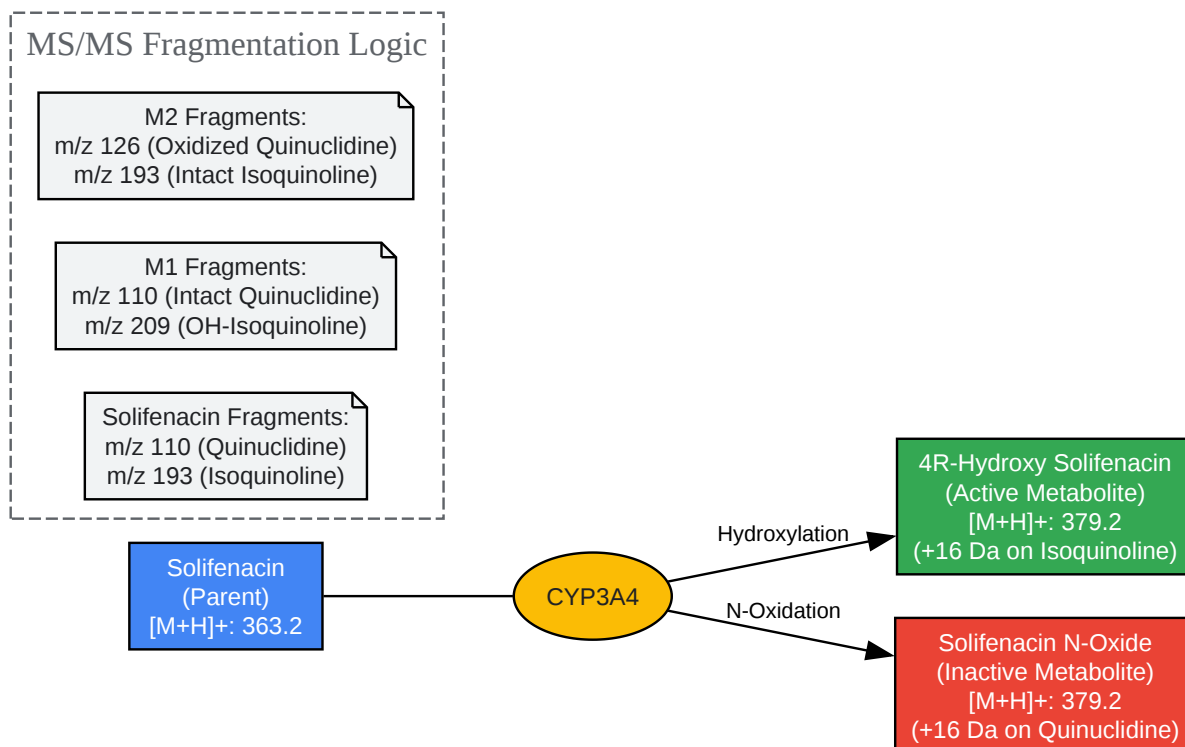 MS/MS Fragmentation Logic
M2 Fragments:
m/z 126 (Oxidized Quinuclidine)
m/z 193 (Intact Isoquinoline)
M1 Fragments:
m/z 110 (Intact Quinuclidine)
m/z 209 (OH-Isoquinoline)
Solifenacin Fragments:
m/z 110 (Quinuclidine)
m/z 193 (Isoquinoline)
Solifenacin
(Parent)
[M+H]+: 363.2
CYP3A4
Hydroxylation
N-Oxidation
4R-Hydroxy Solifenacin
(Active Metabolite)
[M+H]+: 379.2
(+16 Da on Isoquinoline)
Solifenacin N-Oxide
(Inactive Metabolite)
[M+H]+: 379.2
(+16 Da on Quinuclidine)